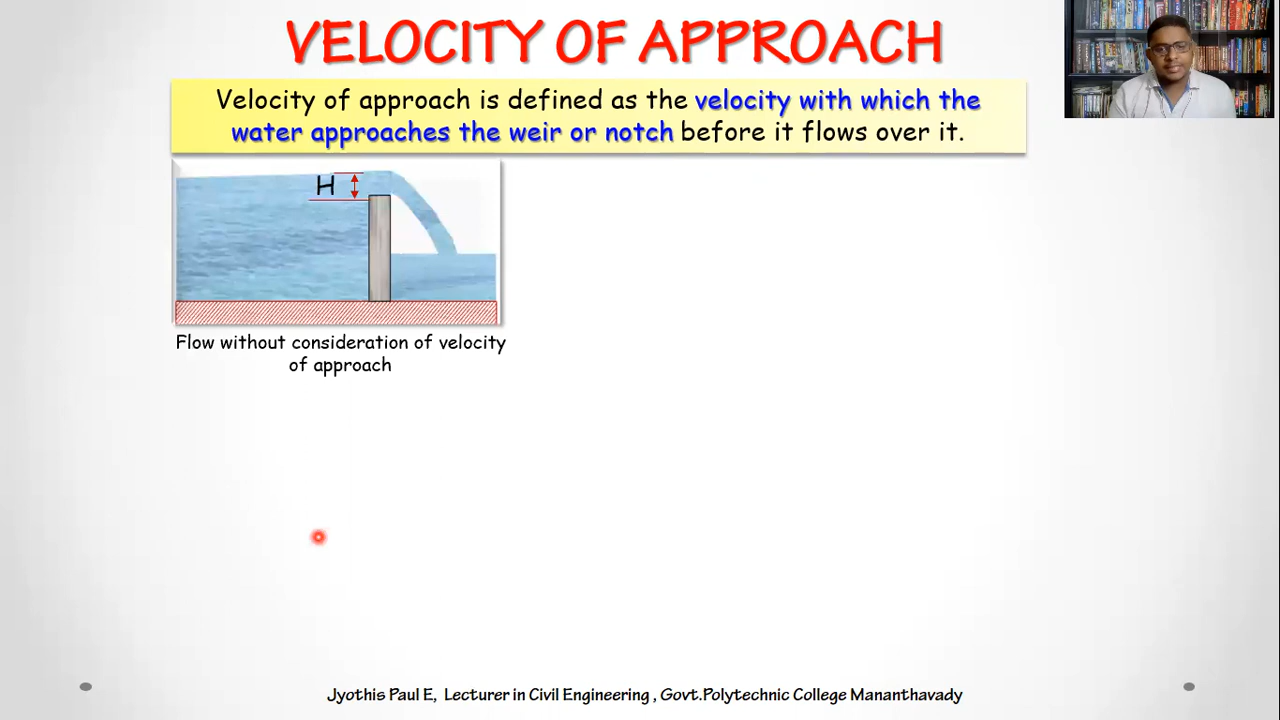 VELOCITY OF APPROACH
Velocity of approach is defined as the velocity with which the
water approaches the weir or notch before it flows over it.
H
Flow without consideration of velocity
of approach
Jyothis Paul E, Lecturer in Civil Engineering , Govt.Polytechnic College Mananthavady